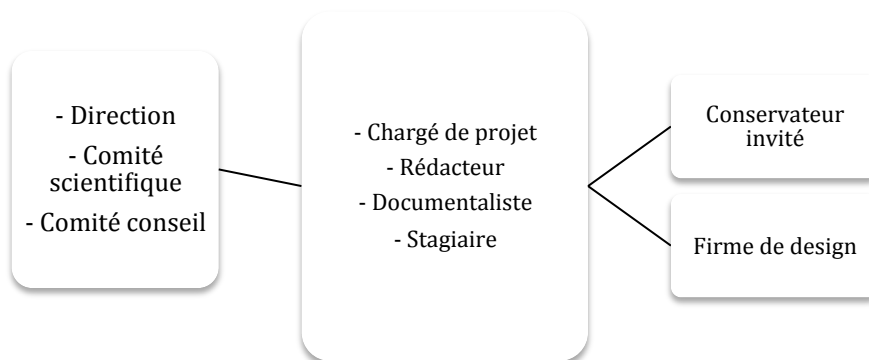 - Direction
- Comité
scientifique
- Comité conseil
- Chargé de projet
- Rédacteur
- Documentaliste
- Stagiaire
Conservateur
invité
Firme de design